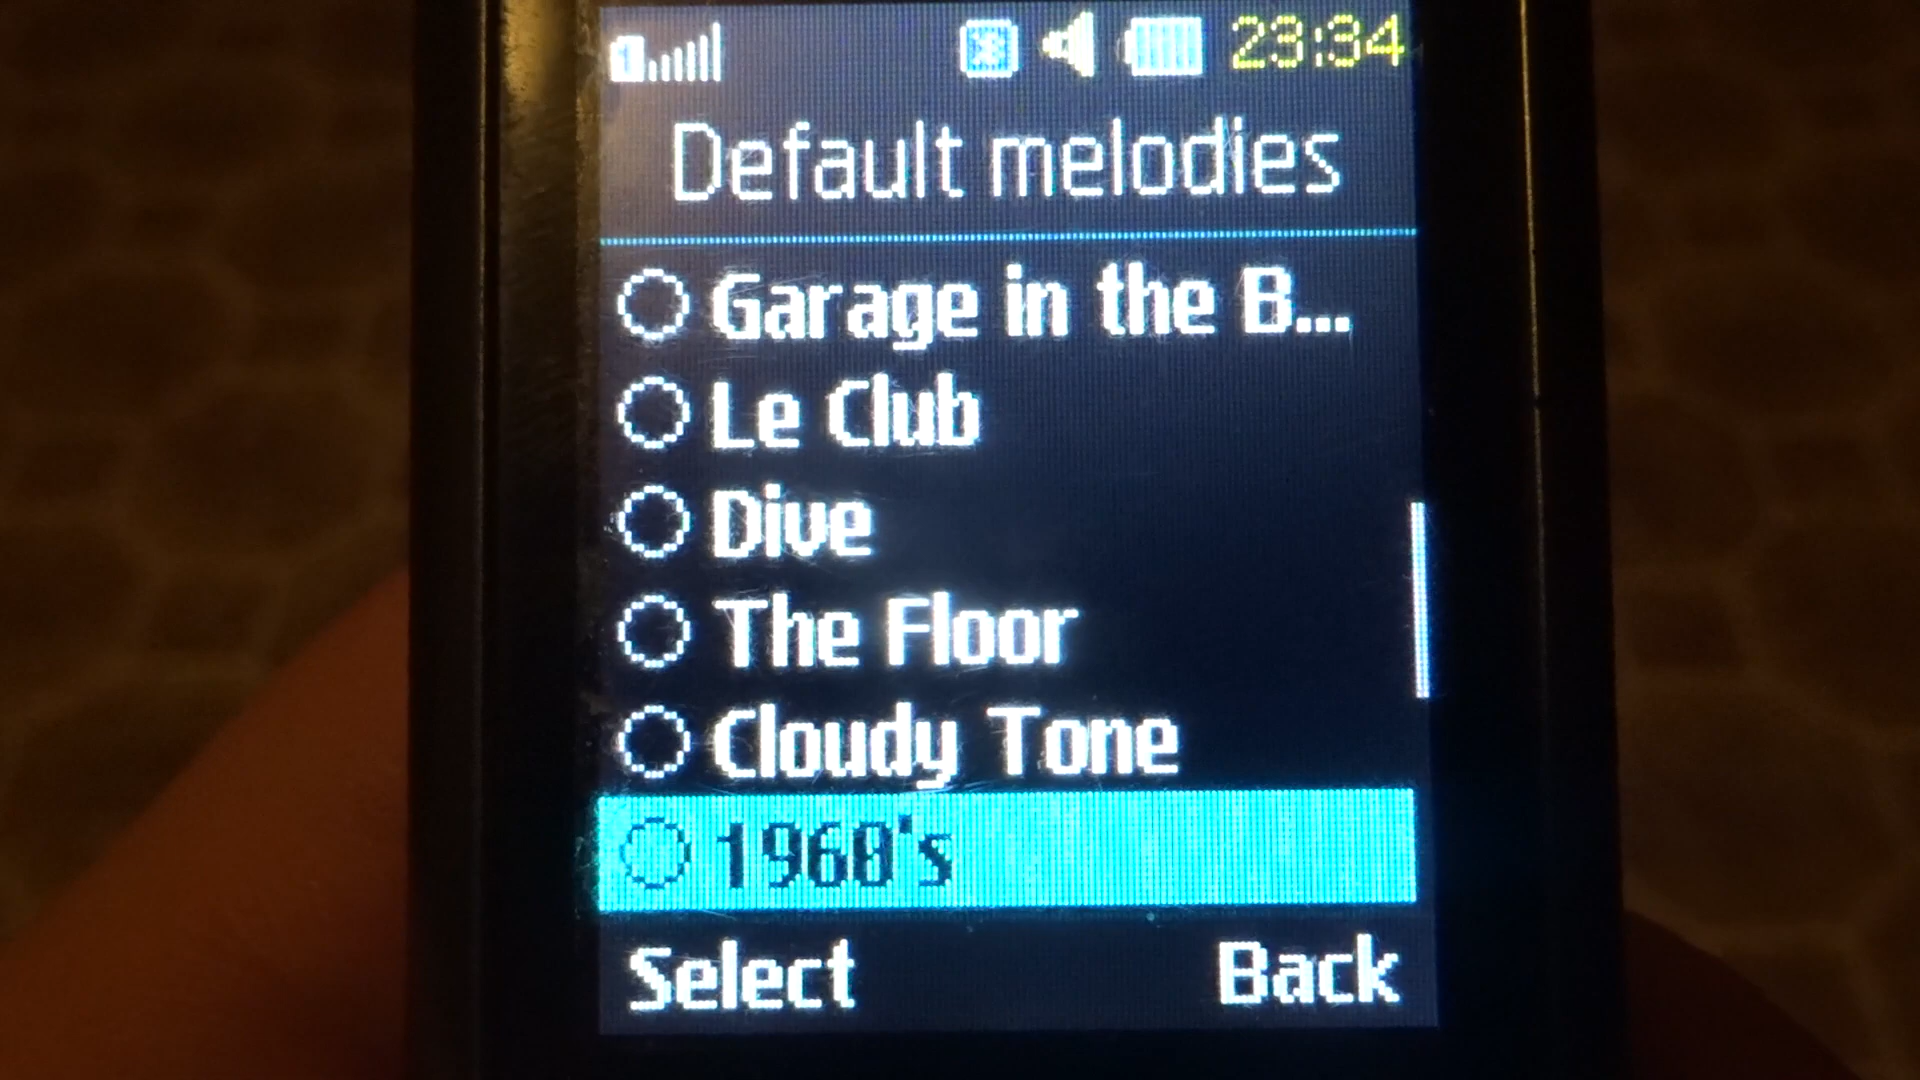 23:34
Default melodies
Garage in the B...
Le Club
Dive
The Floor
Cloudy Tone
1960's
Select Back